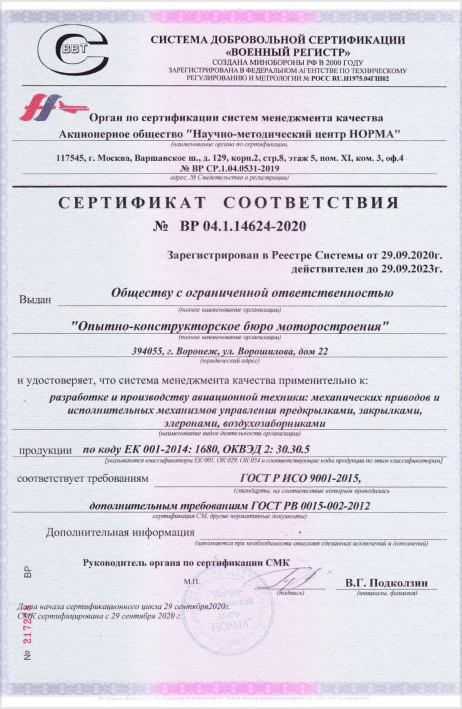 ВВТ
СИСТЕМА ДОБРОВОЛЬНОЙ СЕРТИФИКАЦИИ
«ВОЕННЫЙ РЕГИСТР»
СОЗДАНА МИНОБОРОНЫ РФ В 2000 ГОДУ
ЗАРЕГИСТРИРОВАНА В ФЕДЕРАЛЬНОМ АГЕНТСТВЕ ПО ТЕХНИЧЕСКОМУ
РЕГУЛИРОВАНИЮ И МЕТРОЛОГИИ № РОСС RU.И1975.04ГШ02
Орган по сертификации систем менеджмента качества
Акционерное общество "Научно-методический центр НОРМА"
(наименование органа по сертификации,
117545, г. Москва, Варшавское ш., д. 129, корп.2, стр.8, этаж 5, пом. XI, ком. 3, оф.4
№ ВР СР.1.04.0531-2019
адрес, № Свидетельства о регистрации)
СЕРТИФИКАТ СООТВЕТСТВИЯ
№ ВР 04.1.14624-2020
Зарегистрирован в Реестре Системы от 29.09.2020г.
действителен до 29.09.2023г.
Выдан Обществу с ограниченной ответственностью
(полное наименование организации)
"Опытно-конструкторское бюро моторостроения"
(полное наименование организации)
394055, г. Воронеж, ул. Ворошилова, дом 22
(юридический адрес)
и удостоверяет, что система менеджмента качества применительно к:
разработке и производству авиационной техники: механических приводов и
исполнительных механизмов управления предкрылками, закрылками,
элеронами, воздухозаборниками
(наименование видов деятельности организации)
продукции по коду ЕК 001-2014: 1680, ОКВЭД 2: 30.30.5
[указываются классификаторы ЕК 001, ОК 029, ОК 034 и соответствующие коды продукции по этим классификаторам]
соответствует требованиям ГОСТ Р ИСО 9001-2015,
(стандарты, на соответствие которым проводилась
дополнительным требованиям ГОСТ РВ 0015-002-2012
сертификация СМ, другие нормативные документы)
Дополнительная информация
(заполняется при необходимости описания сделанных исключений и дополнений)
Руководитель органа по сертификации СМК
М.П.
В.Г. Подколзин
(подпись) (инициалы, фамилия)
Дата начала сертификационного цикла 29 сентября2020г.
СМК сертифицирована с 29 сентября 2020 г.
"Научно-
центр
НОРМА"
ВР
№